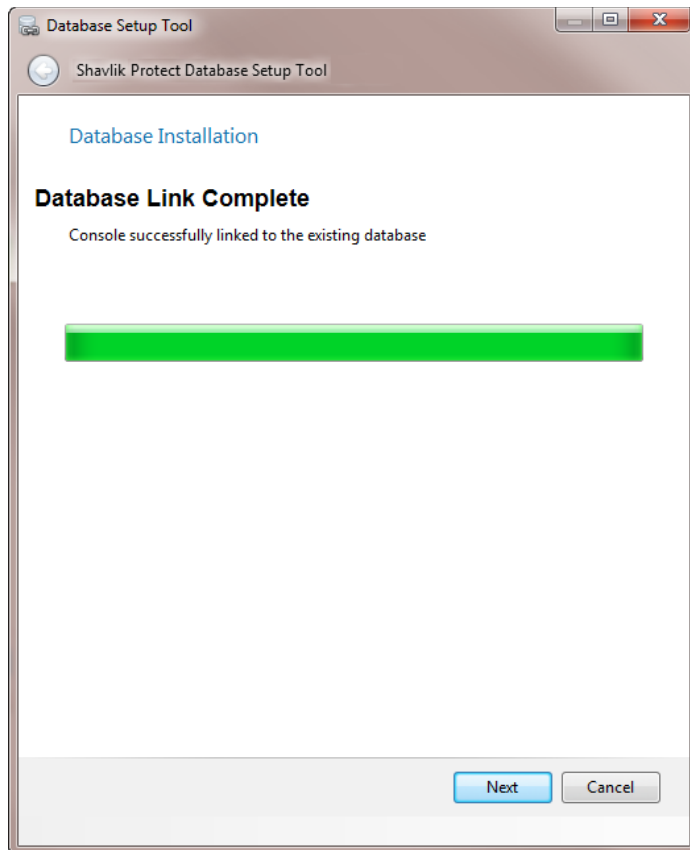 Database Setup Tool
Shavlik Protect Database Setup Tool
Database Installation
Database Link Complete
Console successfully linked to the existing database
Next
Cancel